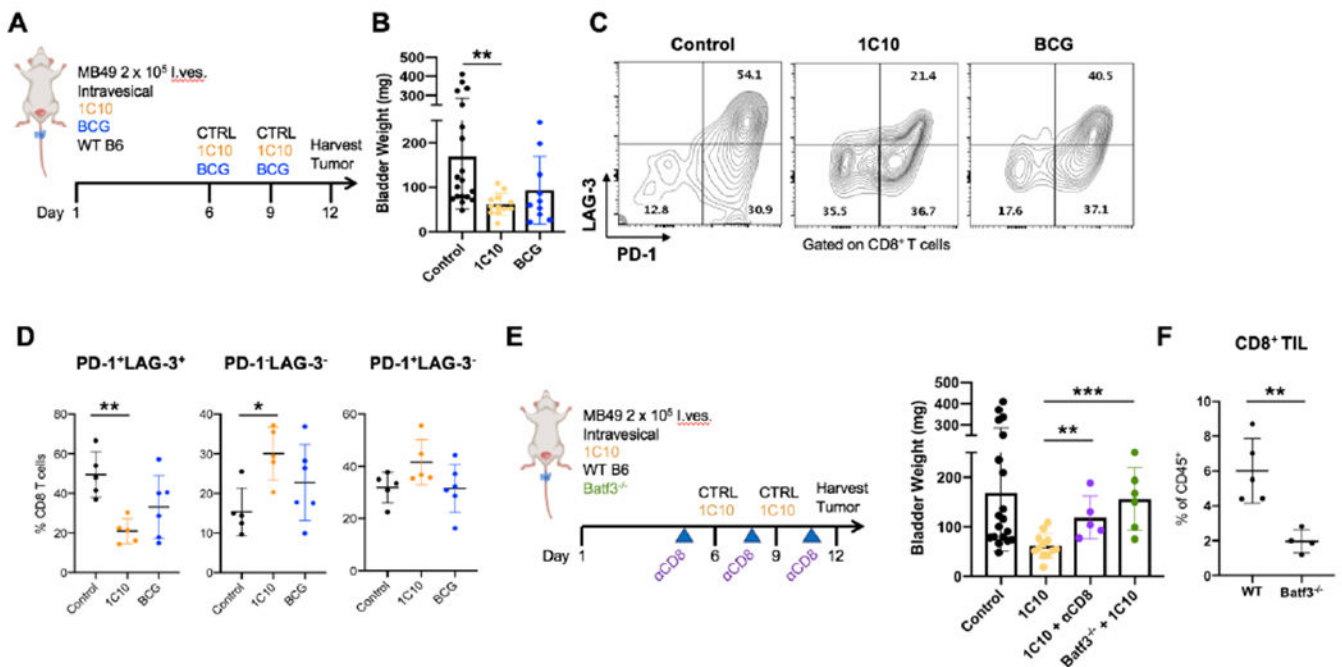 A
MB49 2 x 10⁵ I.ves.
Intravesical
1C10
BCG
WT B6
CTRL CTRL
1C10 1C10
BCG BCG
Harvest
Tumor
Day 1 6 9 12
B
Bladder Weight (mg)
500
400
300
200
100
0
**
Control 1C10 BCG
C
Control 1C10 BCG
54.1 21.4 40.5
12.8 30.9 35.5 36.7 17.6 37.1
LAG-3
PD-1
Gated on CD8⁺ T cells
D
PD-1⁺LAG-3⁺ PD-1⁻LAG-3⁻ PD-1⁺LAG-3⁻
% CD8 T cells
80
60
40
20
0
**
Control 1C10 BCG
40
30
20
10
0
*
Control 1C10 BCG
60
40
20
0
Control 1C10 BCG
E
MB49 2 x 10⁵ I.ves.
Intravesical
1C10
WT B6
Batf3⁻/⁻
CTRL CTRL
1C10 1C10
Harvest
Tumor
Day 1 6 9 12
αCD8 αCD8 αCD8
Bladder Weight (mg)
500
400
300
200
100
0
***
**
Control 1C10 1C10 + αCD8 Batf3⁻/⁻ + 1C10
F
CD8⁺ TIL
% of CD45⁺
10
8
6
4
2
0
**
WT Batf3⁻/⁻